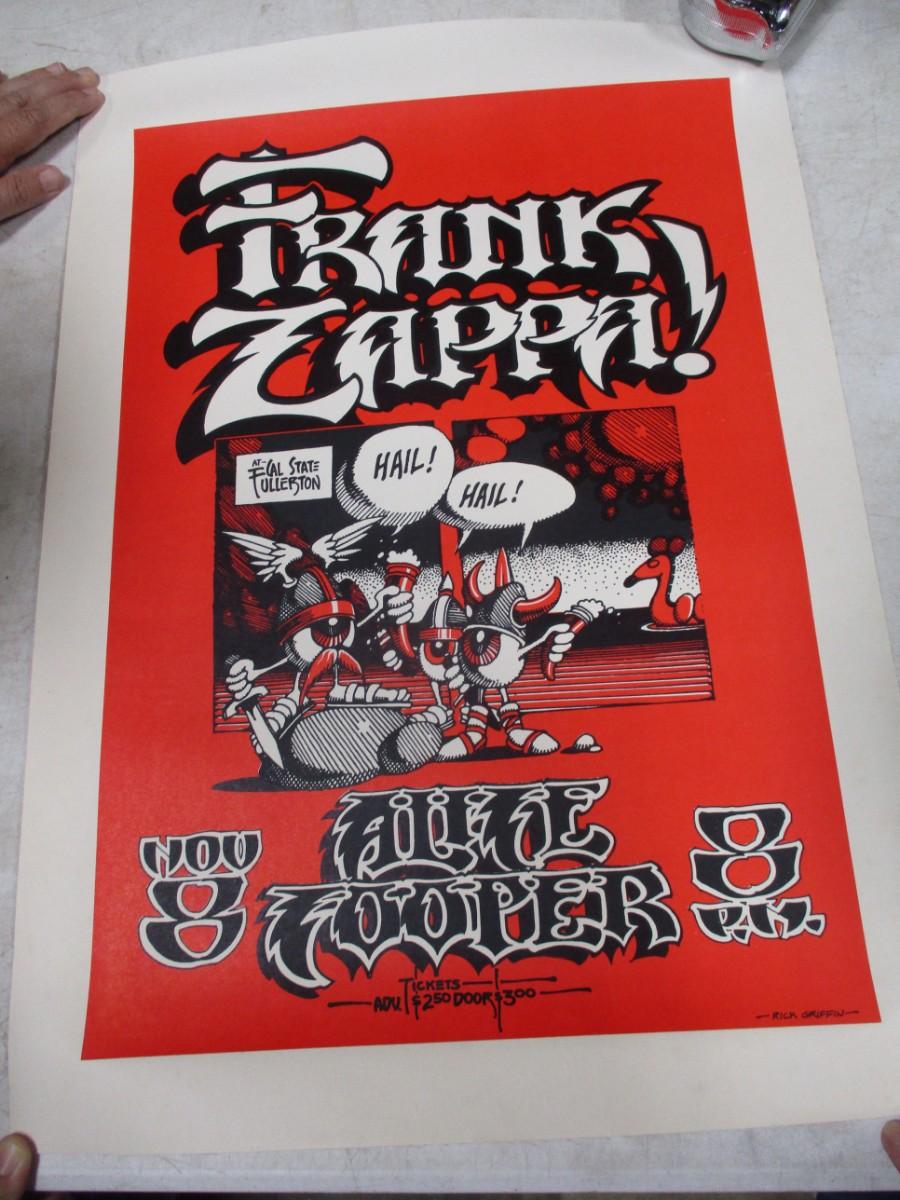 FRANK
ZAPPA!
AT- CAL STATE
FULLERTON
HAIL!
HAIL!
ALICE
COOPER
NOV
8
8
P.M.
TICKETS
ADV. $2.50 DOOR $3.00
-RICK GRIFFIN-